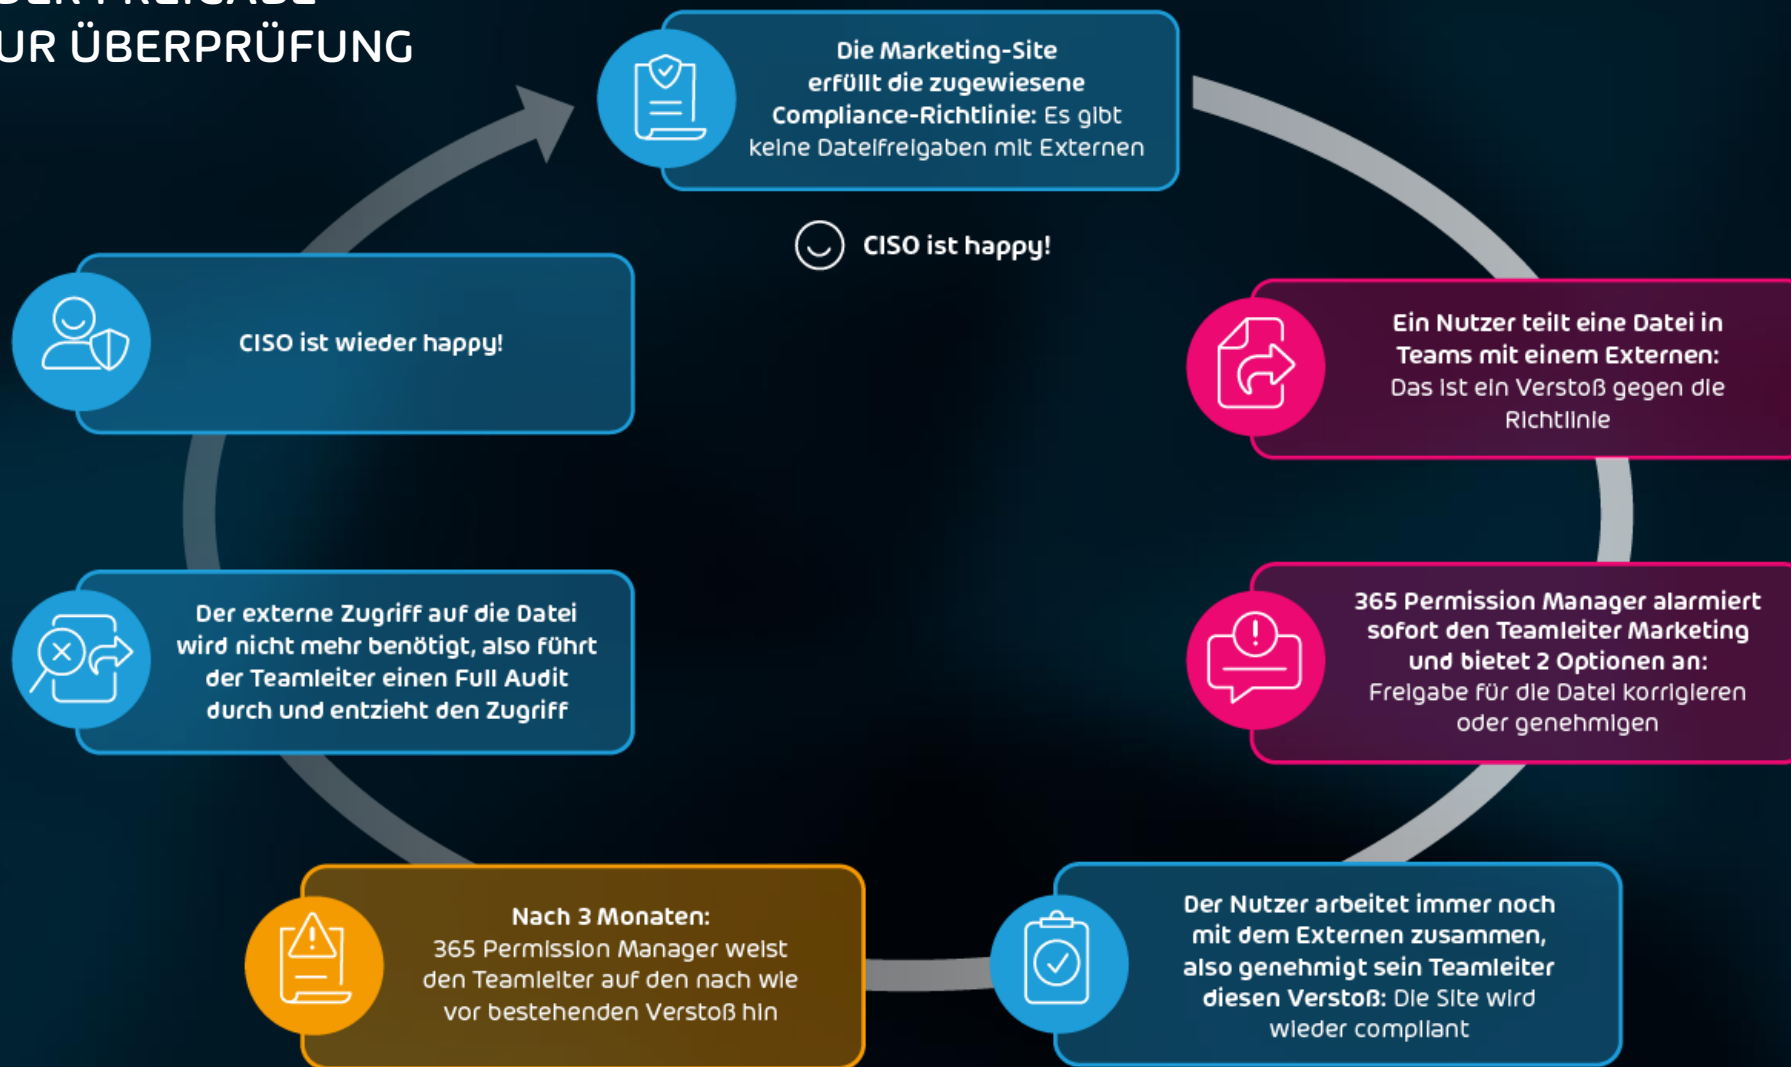 UR ÜBERPRÜFUNG
Die Marketing-Site
erfüllt die zugewiesene
Compliance-Richtlinie: Es gibt
keine Dateifreigaben mit Externen
CISO ist happy!
Ein Nutzer teilt eine Datei in
Teams mit einem Externen:
Das ist ein Verstoß gegen die
Richtlinie
365 Permission Manager alarmiert
sofort den Teamleiter Marketing
und bietet 2 Optionen an:
Freigabe für die Datei korrigieren
oder genehmigen
Der Nutzer arbeitet immer noch
mit dem Externen zusammen,
also genehmigt sein Teamleiter
diesen Verstoß: Die Site wird
wieder compliant
Nach 3 Monaten:
365 Permission Manager weist
den Teamleiter auf den nach wie
vor bestehenden Verstoß hin
Der externe Zugriff auf die Datei
wird nicht mehr benötigt, also führt
der Teamleiter einen Full Audit
durch und entzieht den Zugriff
CISO ist wieder happy!